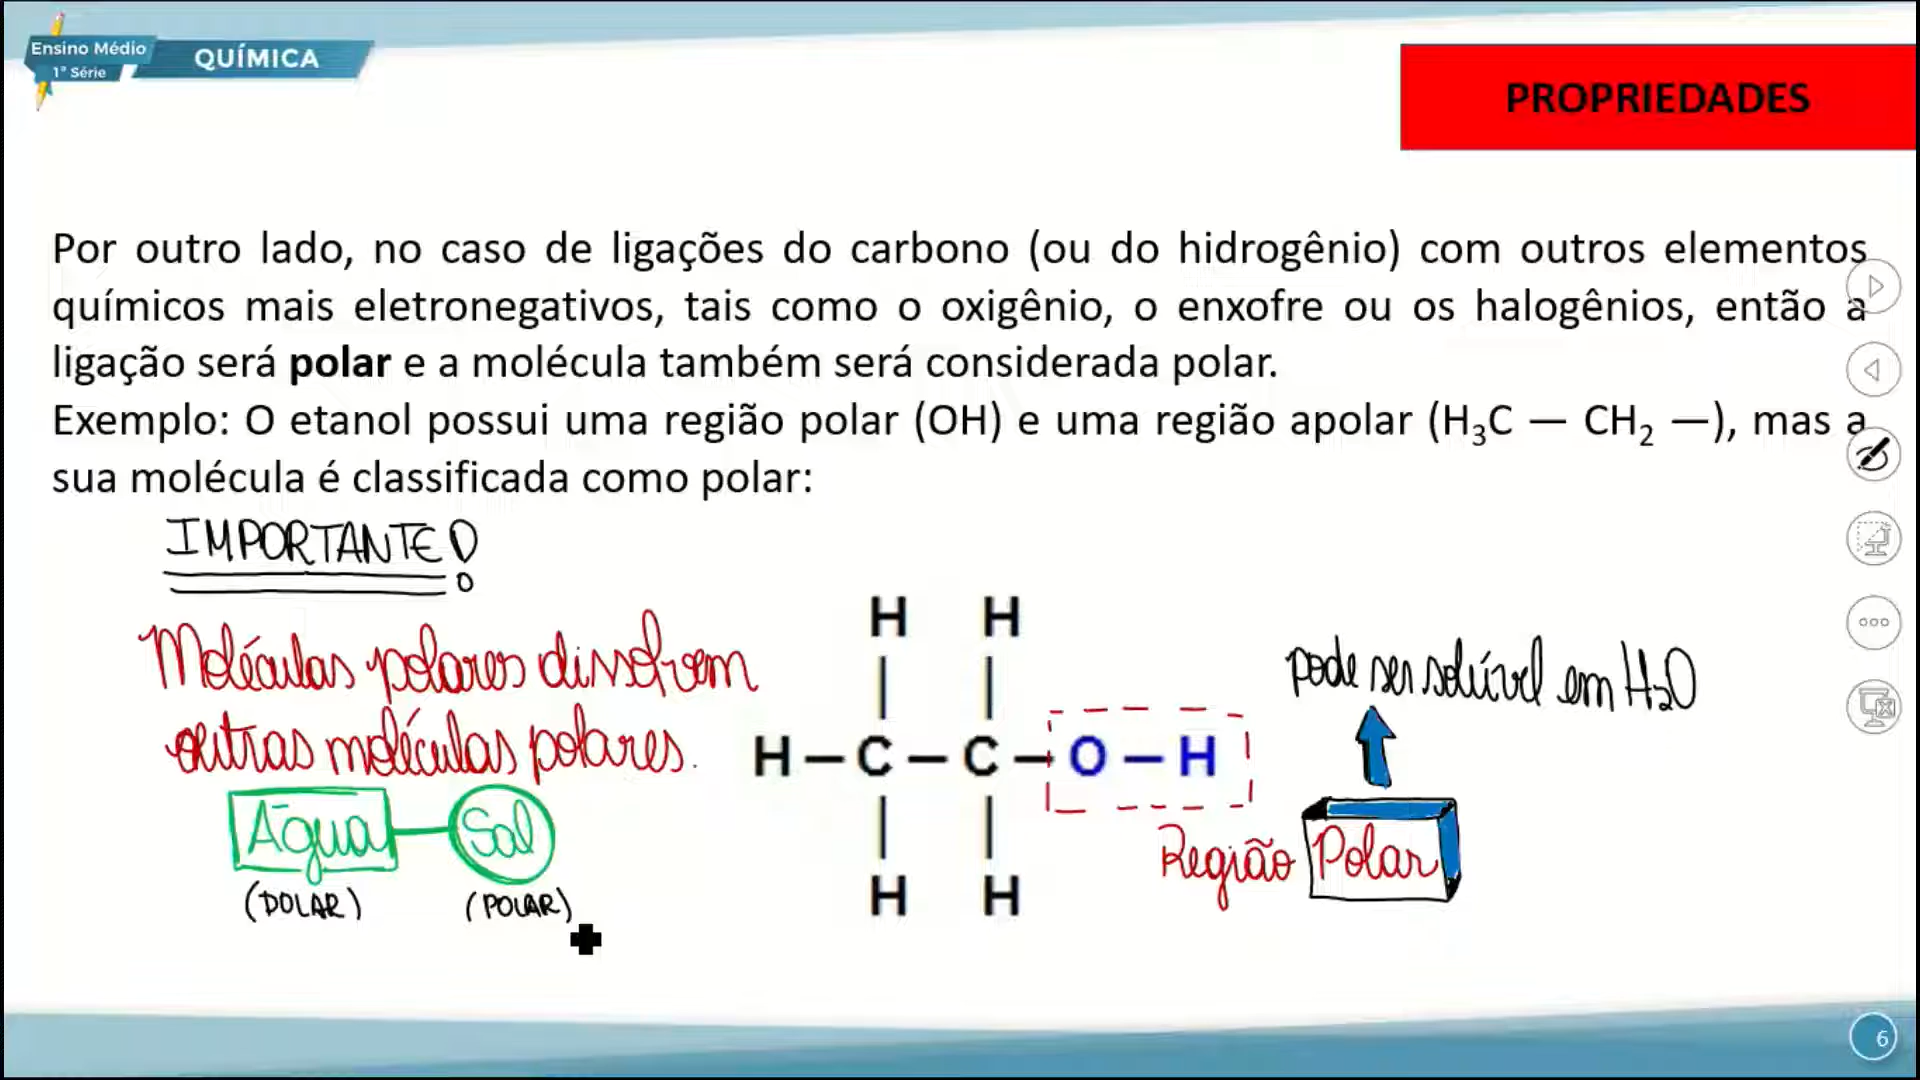 Ensino Médio
1ª Série
QUÍMICA
PROPRIEDADES
Por outro lado, no caso de ligações do carbono (ou do hidrogênio) com outros elementos
químicos mais eletronegativos, tais como o oxigênio, o enxofre ou os halogênios, então a
ligação será polar e a molécula também será considerada polar.
Exemplo: O etanol possui uma região polar (OH) e uma região apolar (H₃C — CH₂ —), mas a
sua molécula é classificada como polar:
IMPORTANTE!
Moléculas polares dissolvem
outras moléculas polares.
Água Sal
(POLAR) (POLAR)
H H
H – C – C – O – H
H H
pode ser solúvel em H₂O
Região Polar
6